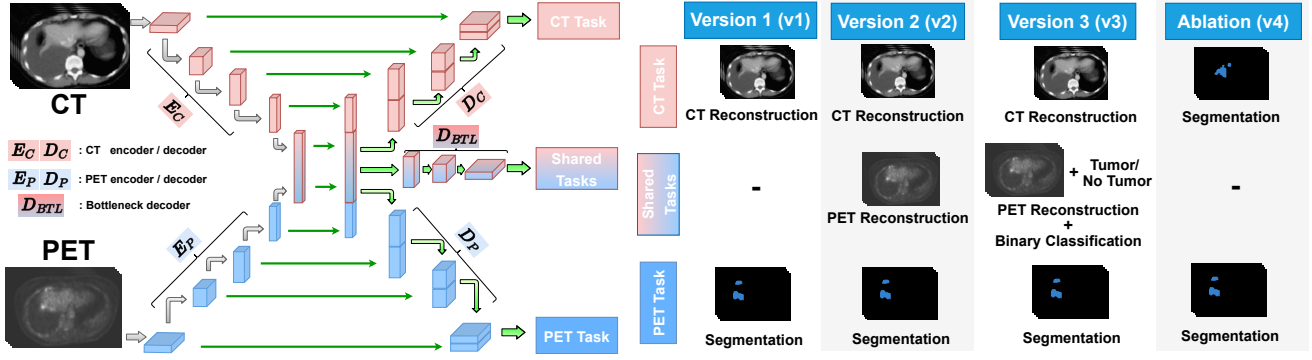 CT
E_C
D_C
CT Task
D_BTL
Shared
Tasks
E_C D_C : CT encoder / decoder
E_P D_P : PET encoder / decoder
D_BTL : Bottleneck decoder
PET
E_P
D_P
PET Task
Version 1 (v1)
Version 2 (v2)
Version 3 (v3)
Ablation (v4)
CT Task
CT Reconstruction
CT Reconstruction
CT Reconstruction
Segmentation
Shared
Tasks
-
PET Reconstruction
+ Tumor/
No Tumor
PET Reconstruction
+
Binary Classification
-
PET Task
Segmentation
Segmentation
Segmentation
Segmentation